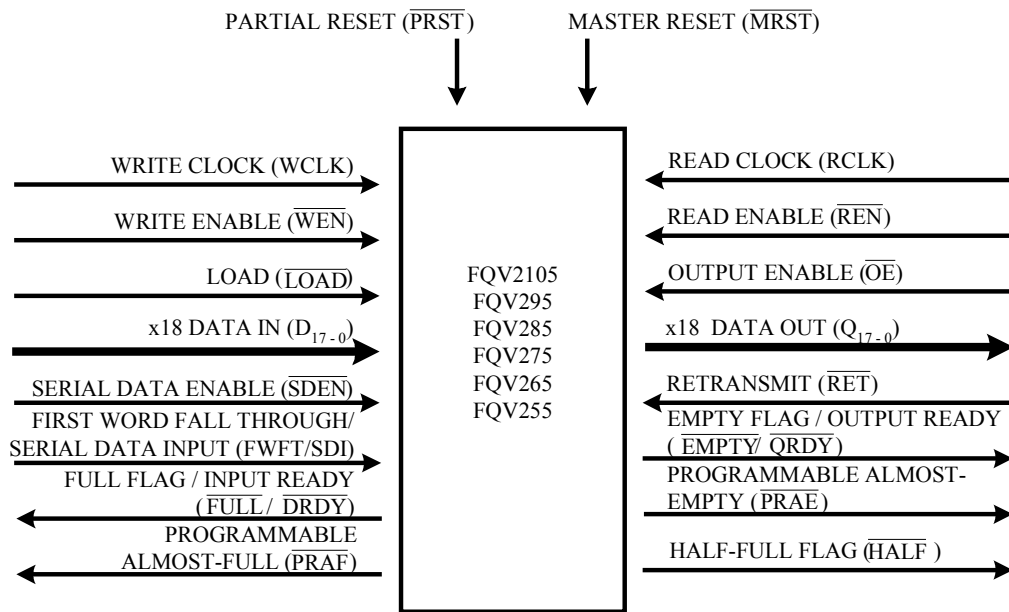 PARTIAL RESET (PRST)
MASTER RESET (MRST)
WRITE CLOCK (WCLK)
WRITE ENABLE (WEN)
LOAD (LOAD)
x18 DATA IN (D17-0)
SERIAL DATA ENABLE (SDEN)
FIRST WORD FALL THROUGH/
SERIAL DATA INPUT (FWFT/SDI)
FULL FLAG / INPUT READY
(FULL / DRDY)
PROGRAMMABLE
ALMOST-FULL (PRAF)
FQV2105
FQV295
FQV285
FQV275
FQV265
FQV255
READ CLOCK (RCLK)
READ ENABLE (REN)
OUTPUT ENABLE (OE)
x18 DATA OUT (Q17-0)
RETRANSMIT (RET)
EMPTY FLAG / OUTPUT READY
( EMPTY/ QRDY)
PROGRAMMABLE ALMOST-
EMPTY (PRAE)
HALF-FULL FLAG (HALF )